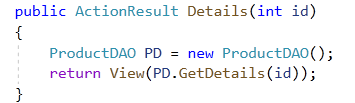 public ActionResult Details(int id)
{
    ProductDAO PD = new ProductDAO();
    return View(PD.GetDetails(id));
}